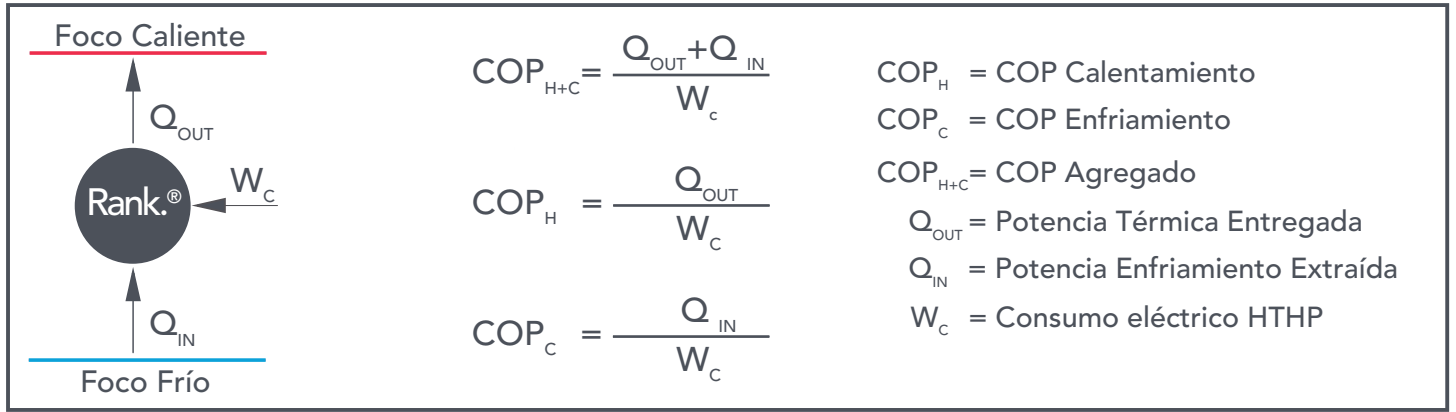 Foco Caliente
Q_OUT
Rank.®
W_C
Q_IN
Foco Frío
COP_H+C = (Q_OUT+Q_IN) / W_c
COP_H = Q_OUT / W_C
COP_C = Q_IN / W_C
COP_H = COP Calentamiento
COP_C = COP Enfriamiento
COP_H+C = COP Agregado
Q_OUT = Potencia Térmica Entregada
Q_IN = Potencia Enfriamiento Extraída
W_C = Consumo eléctrico HTHP